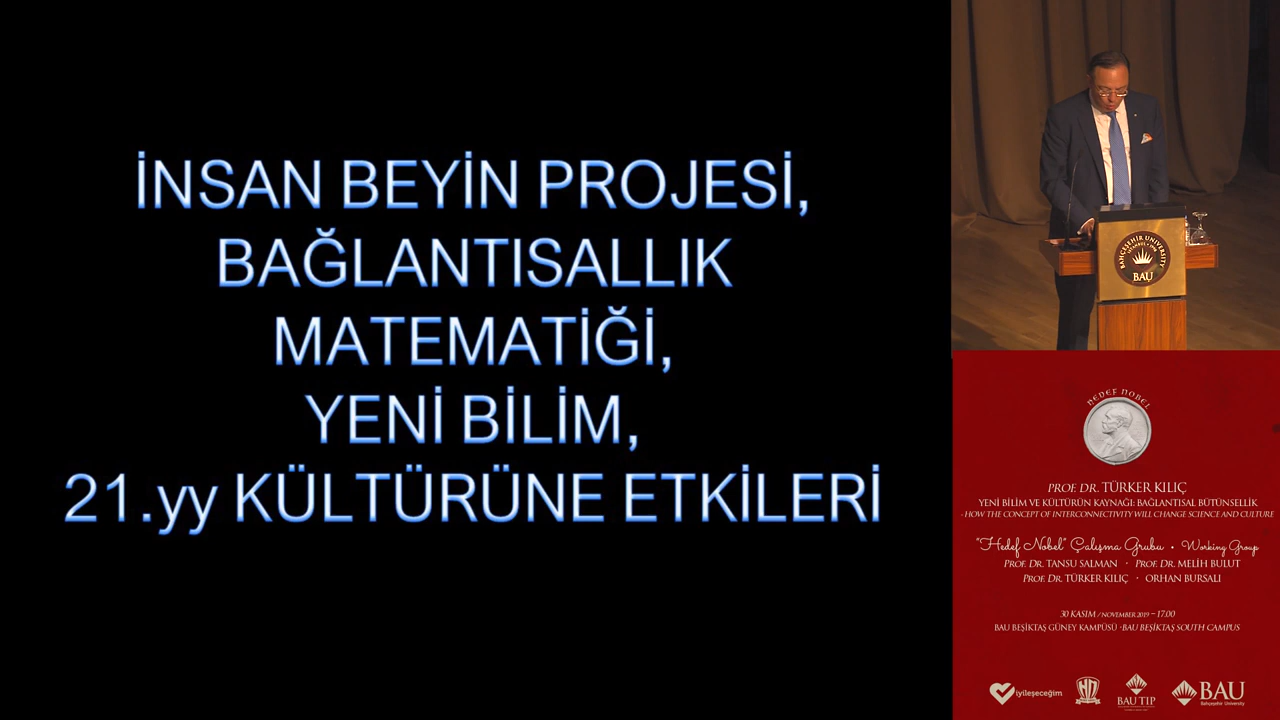 İNSAN BEYİN PROJESİ,
BAĞLANTISALLIK
MATEMATİĞİ,
YENİ BİLİM,
21.yy KÜLTÜRÜNE ETKİLERİ
BAHÇEŞEHİR UNIVERSITY
İSTANBUL 1998
BAU
HEDEF NOBEL
PROF. DR. TÜRKER KILIÇ
YENİ BİLİM VE KÜLTÜRÜN KAYNAĞI: BAĞLANTISAL BÜTÜNSELLİK
- HOW THE CONCEPT OF INTERCONNECTIVITY WILL CHANGE SCIENCE AND CULTURE
"Hedef Nobel" Çalışma Grubu • Working Group
PROF. DR. TANSU SALMAN • PROF. DR. MELİH BULUT
PROF. DR. TÜRKER KILIÇ • ORHAN BURSALI
30 KASIM / NOVEMBER 2019 – 17.00
BAU BEŞİKTAŞ GÜNEY KAMPÜSÜ - BAU BEŞİKTAŞ SOUTH CAMPUS
iyileşeceğim
BAU TIP
BAU
Bahçeşehir University